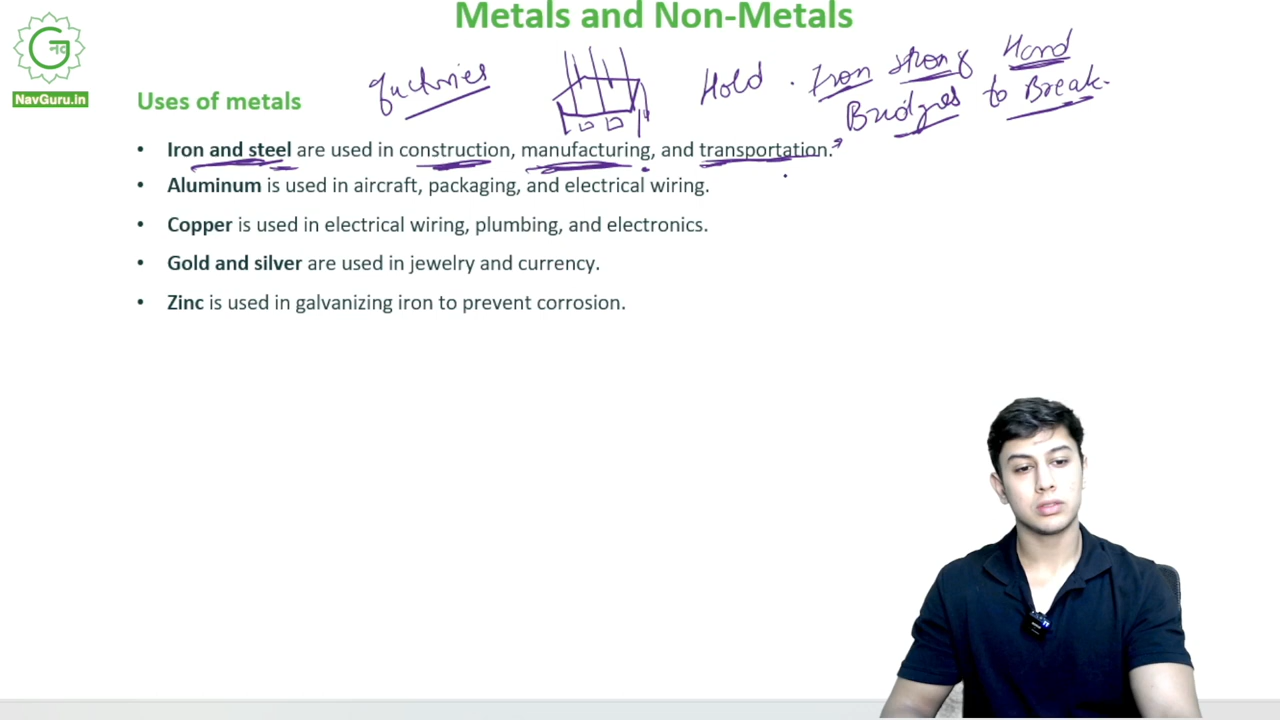 Metals and Non-Metals
नव
NavGuru.in
Uses of metals
factories
Hold . Iron strong & Hard
Bridges to Break.
• Iron and steel are used in construction, manufacturing, and transportation.
• Aluminum is used in aircraft, packaging, and electrical wiring.
• Copper is used in electrical wiring, plumbing, and electronics.
• Gold and silver are used in jewelry and currency.
• Zinc is used in galvanizing iron to prevent corrosion.